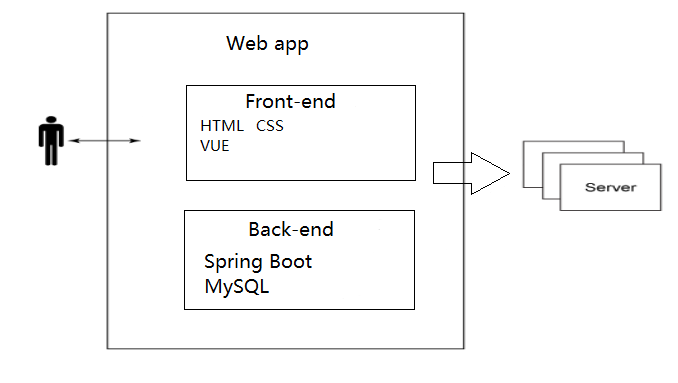 Web app
Front-end
HTML CSS
VUE
Server
Back-end
Spring Boot
MySQL